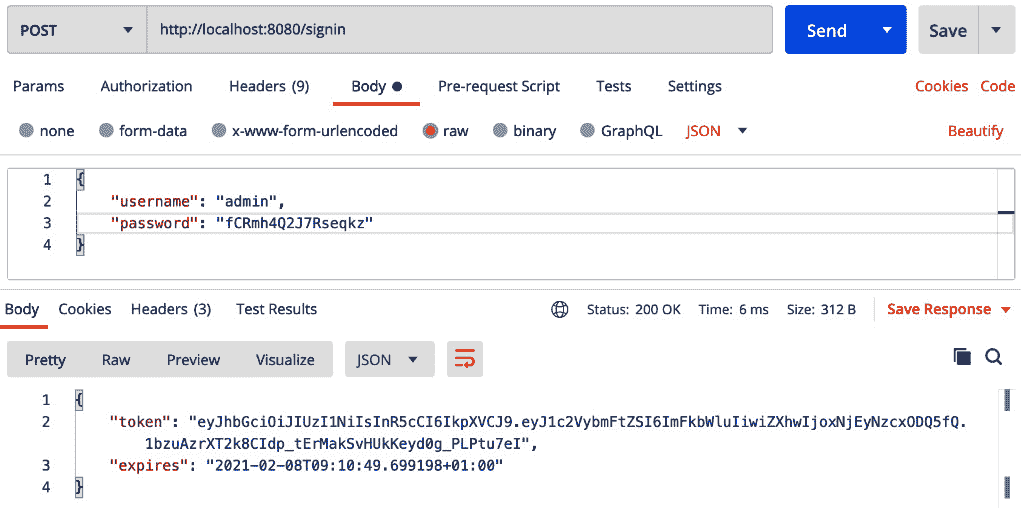 POST http://localhost:8080/signin Send Save
Params Authorization Headers (9) Body Pre-request Script Tests Settings Cookies Code
none form-data x-www-form-urlencoded raw binary GraphQL JSON Beautify
1 {
2 "username": "admin",
3 "password": "fCRmh4Q2J7Rseqkz"
4 }
Body Cookies Headers (3) Test Results Status: 200 OK Time: 6 ms Size: 312 B Save Response
Pretty Raw Preview Visualize JSON
1 {
2 "token": "eyJhbGciOiJIUzI1NiIsInR5cCI6IkpXVCJ9.eyJ1c2VybmFtZSI6ImFkbWluIiwiZXhwIjoxNjEyNzcxODQ5fQ.
1bzuAzrXT2k8CIdp_tErMakSvHUkKeyd0g_PLPtu7eI",
3 "expires": "2021-02-08T09:10:49.699198+01:00"
4 }